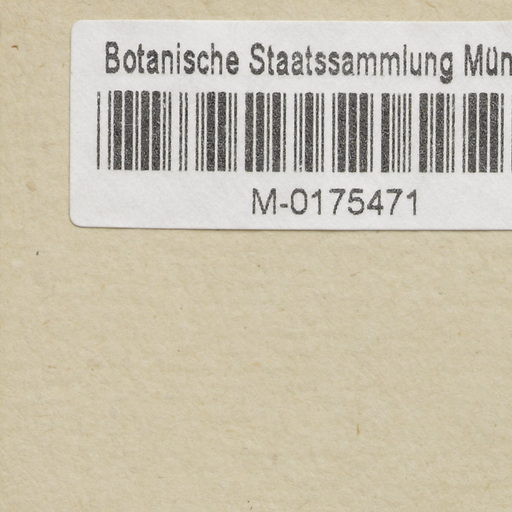 Botanische Staatssammlung Mün
M-0175471